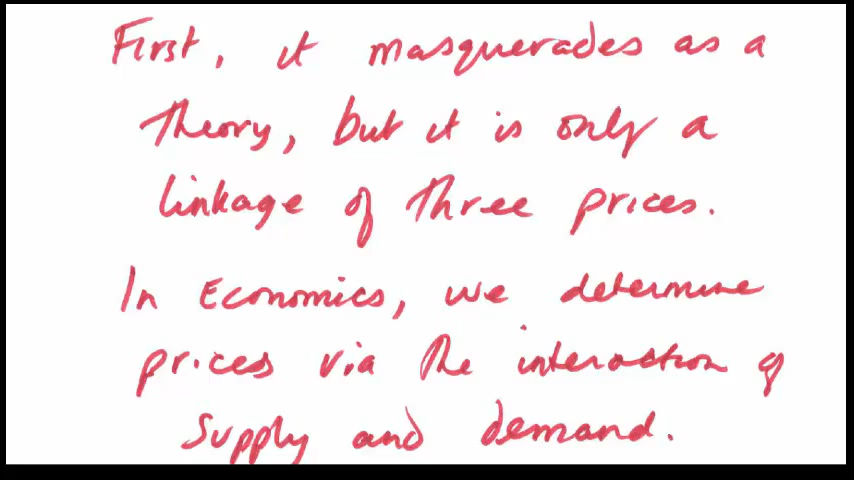 First, it masquerades as a
theory, but it is only a
linkage of three prices.
In Economics, we determine
prices via the interaction of
supply and demand.